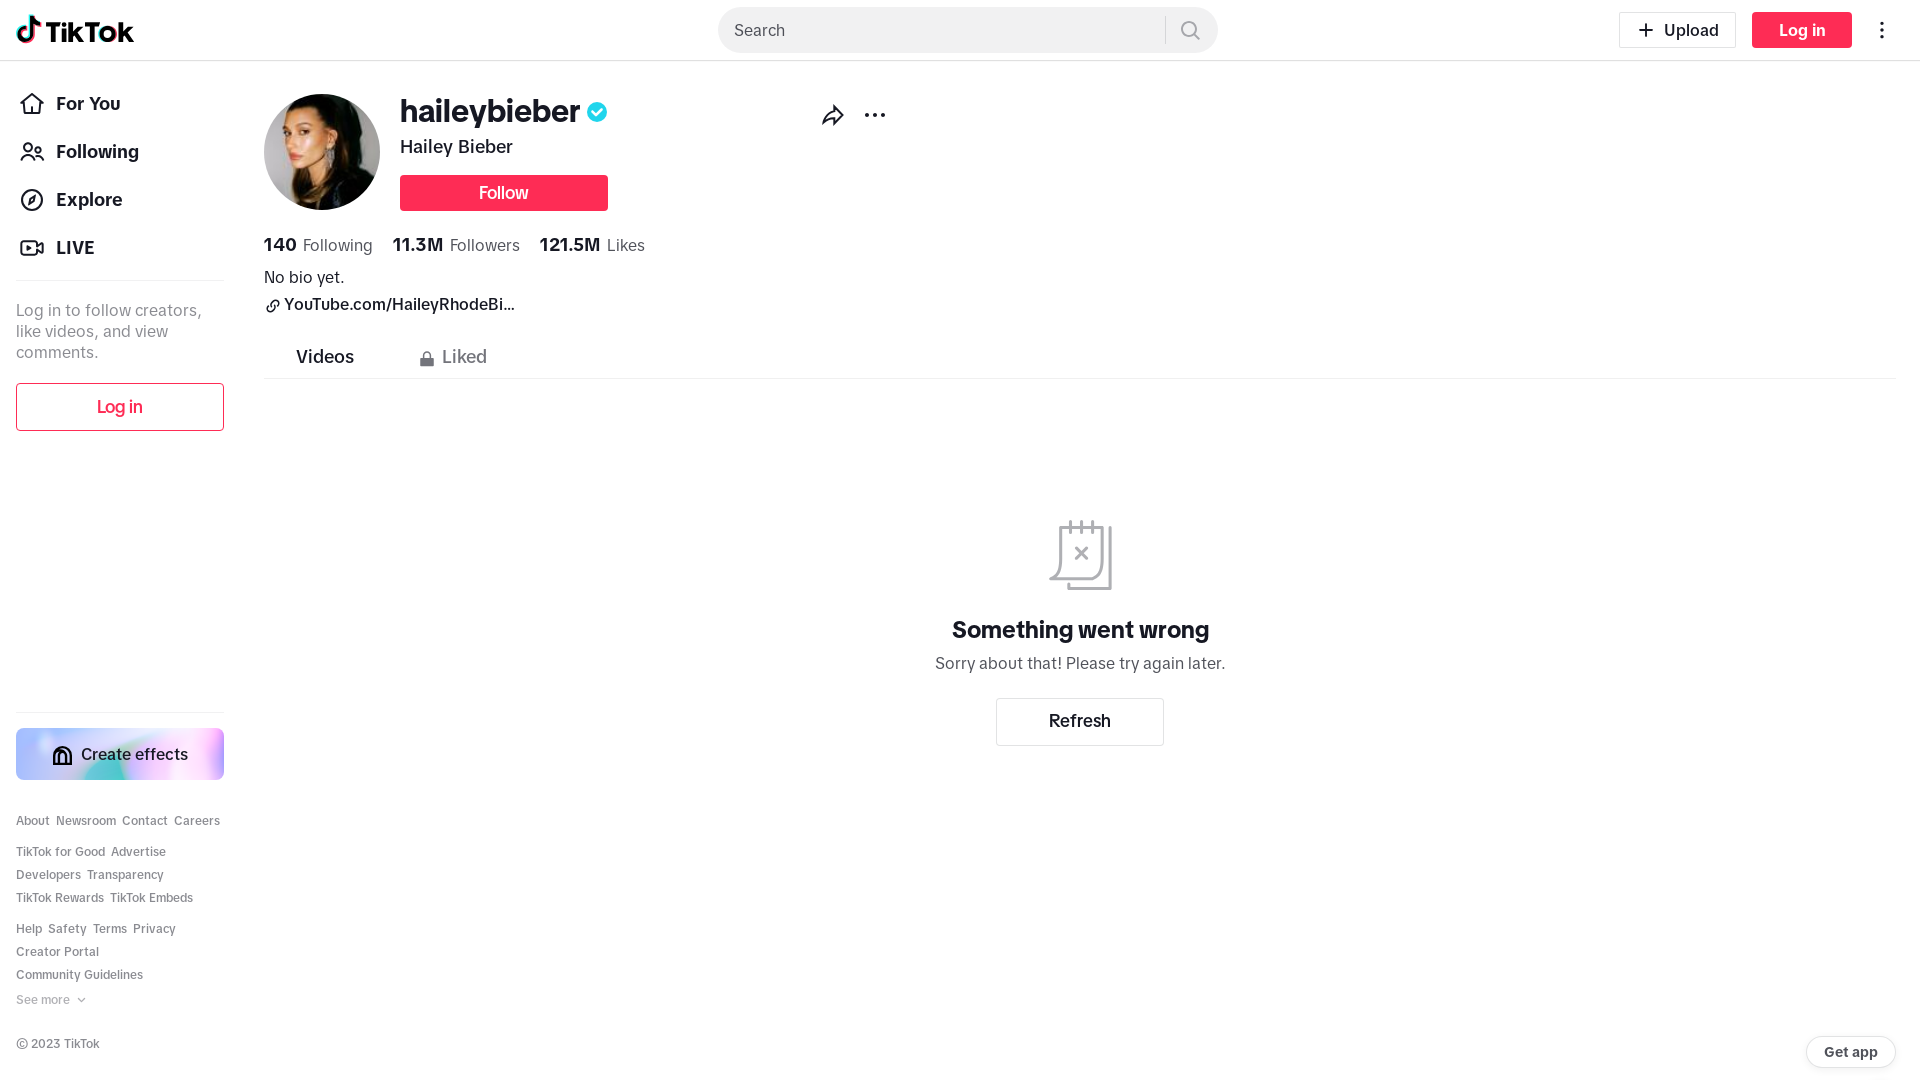 TikTok
Search
Upload
Log in
For You
Following
Explore
LIVE
Log in to follow creators,
like videos, and view
comments.
Log in
Create effects
About Newsroom Contact Careers
TikTok for Good Advertise
Developers Transparency
TikTok Rewards TikTok Embeds
Help Safety Terms Privacy
Creator Portal
Community Guidelines
See more
© 2023 TikTok
haileybieber
Hailey Bieber
Follow
140 Following 11.3M Followers 121.5M Likes
No bio yet.
YouTube.com/HaileyRhodeBi...
Videos Liked
Something went wrong
Sorry about that! Please try again later.
Refresh
Get app